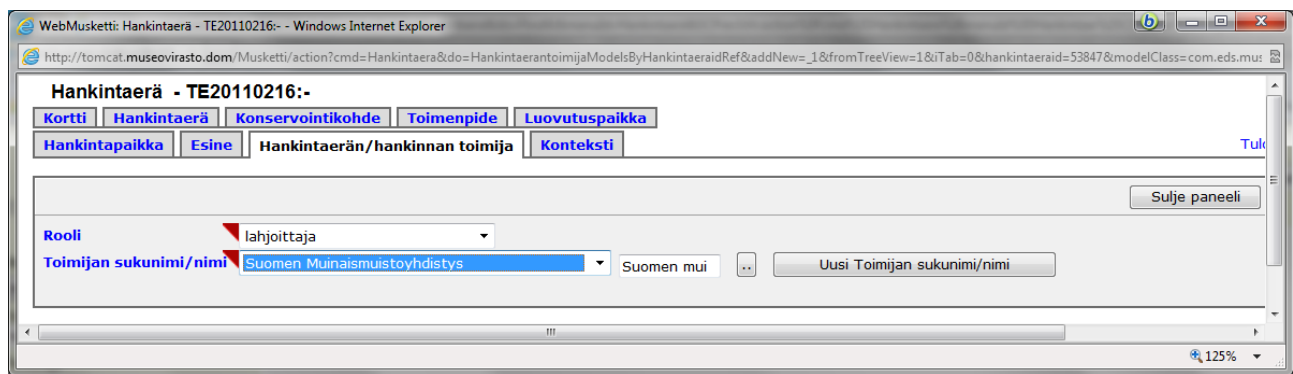 WebMusketti: Hankintaerä - TE20110216:- - Windows Internet Explorer
http://tomcat.museovirasto.dom/Musketti/action?cmd=Hankintaera&do=HankintaerantoimijaModelsByHankintaeraidRef&addNew=_1&fromTreeView=1&iTab=0&hankintaeraid=53847&modelClass=com.eds.mus
Hankintaerä - TE20110216:-
Kortti Hankintaerä Konservointikohde Toimenpide Luovutuspaikka
Hankintapaikka Esine Hankintaerän/hankinnan toimija Konteksti Tulo
Sulje paneeli
Rooli lahjoittaja
Toimijan sukunimi/nimi Suomen Muinaismuistoyhdistys Suomen mui .. Uusi Toimijan sukunimi/nimi
125%